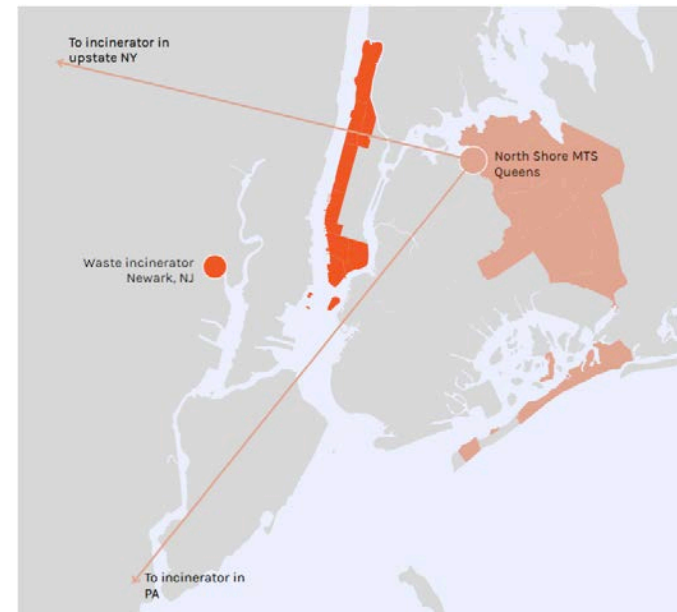 To incinerator in
upstate NY
North Shore MTS
Queens
Waste incinerator
Newark, NJ
To incinerator in
PA